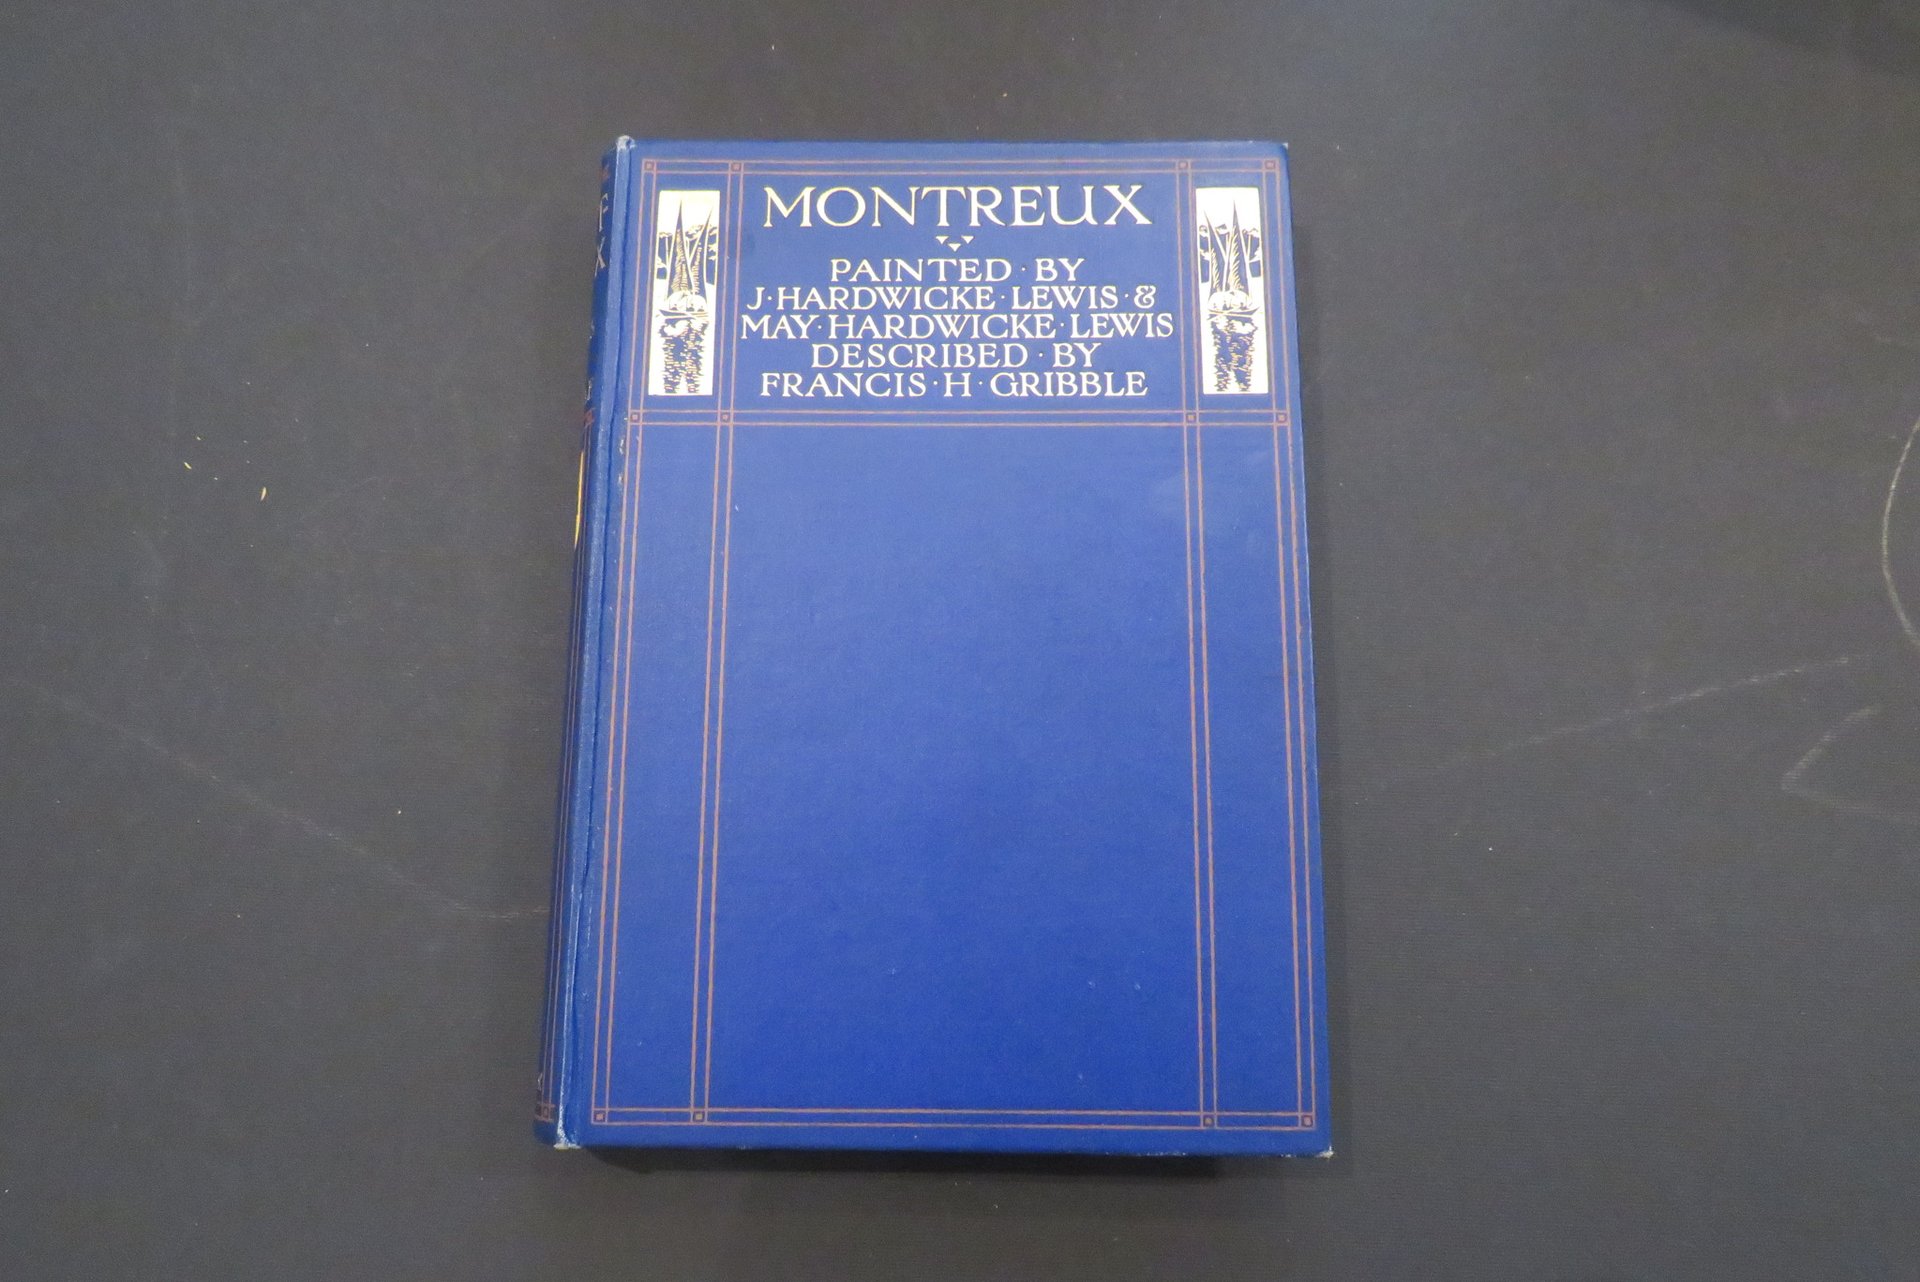 MONTREUX
PAINTED · BY
J · HARDWICKE · LEWIS · &
MAY · HARDWICKE · LEWIS
DESCRIBED · BY
FRANCIS · H · GRIBBLE